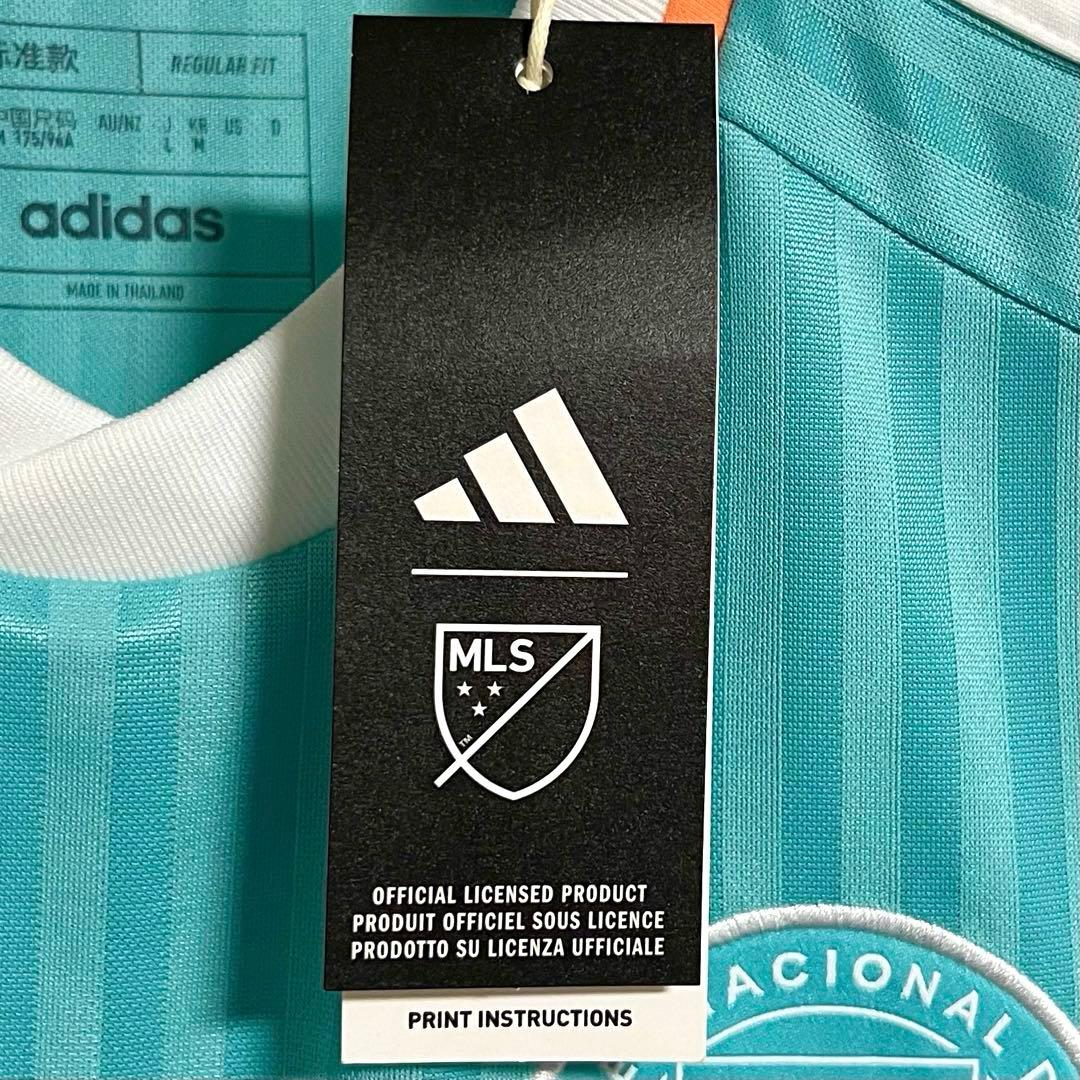 标准款
REGULAR FIT
中国尺码 AU/NZ J KR US D
M 175/96A L M
adidas
MADE IN THAILAND
MLS
TM
OFFICIAL LICENSED PRODUCT
PRODUIT OFFICIEL SOUS LICENCE
PRODOTTO SU LICENZA UFFICIALE
PRINT INSTRUCTIONS
ACIONAL